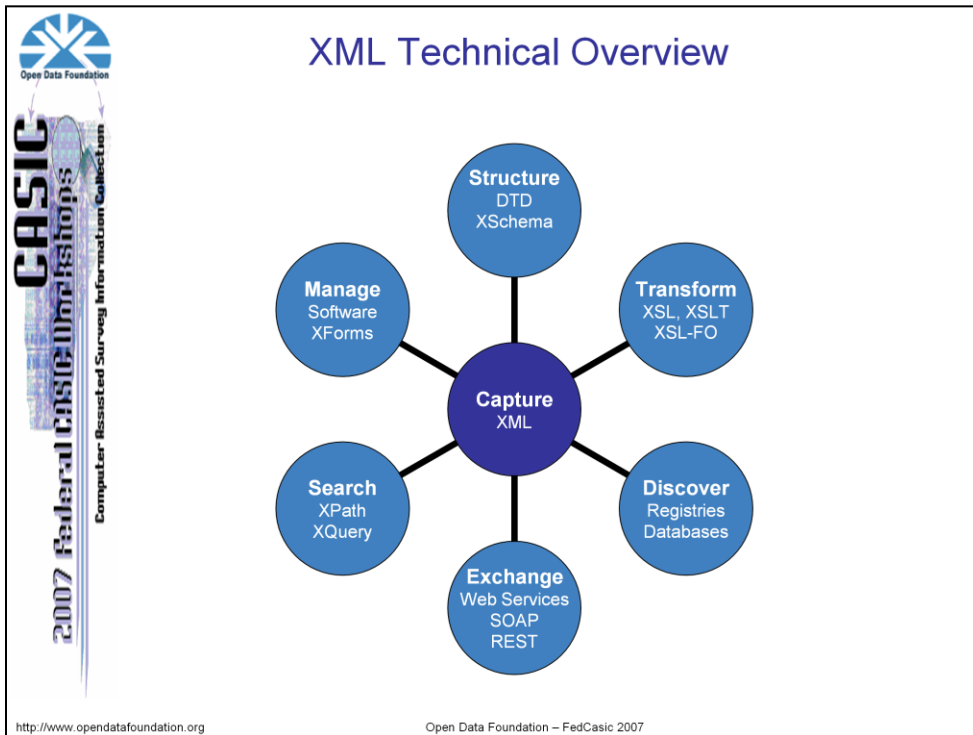 Open Data Foundation
XML Technical Overview
CASIC
2007 Federal CASIC Workshops
Computer Assisted Survey Information Collection
Structure
DTD
XSchema
Manage
Software
XForms
Transform
XSL, XSLT
XSL-FO
Capture
XML
Search
XPath
XQuery
Discover
Registries
Databases
Exchange
Web Services
SOAP
REST
http://www.opendatafoundation.org
Open Data Foundation – FedCasic 2007